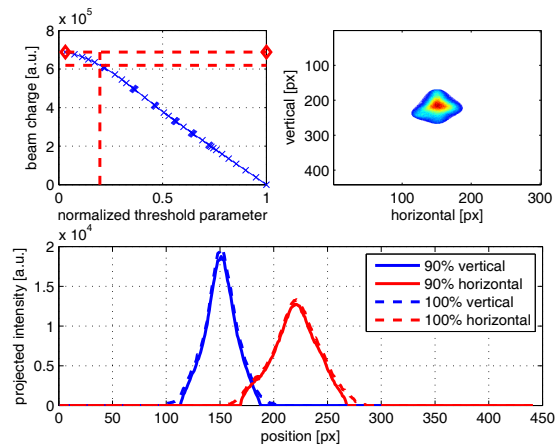 x 10^5
8
6
4
2
0
beam charge [a.u.]
0 0.5 1
normalized threshold parameter
100
200
300
400
vertical [px]
100 200 300
horizontal [px]
x 10^4
2
1.5
1
0.5
0
projected intensity [a.u.]
90% vertical
90% horizontal
100% vertical
100% horizontal
0 50 100 150 200 250 300 350 400 450
position [px]